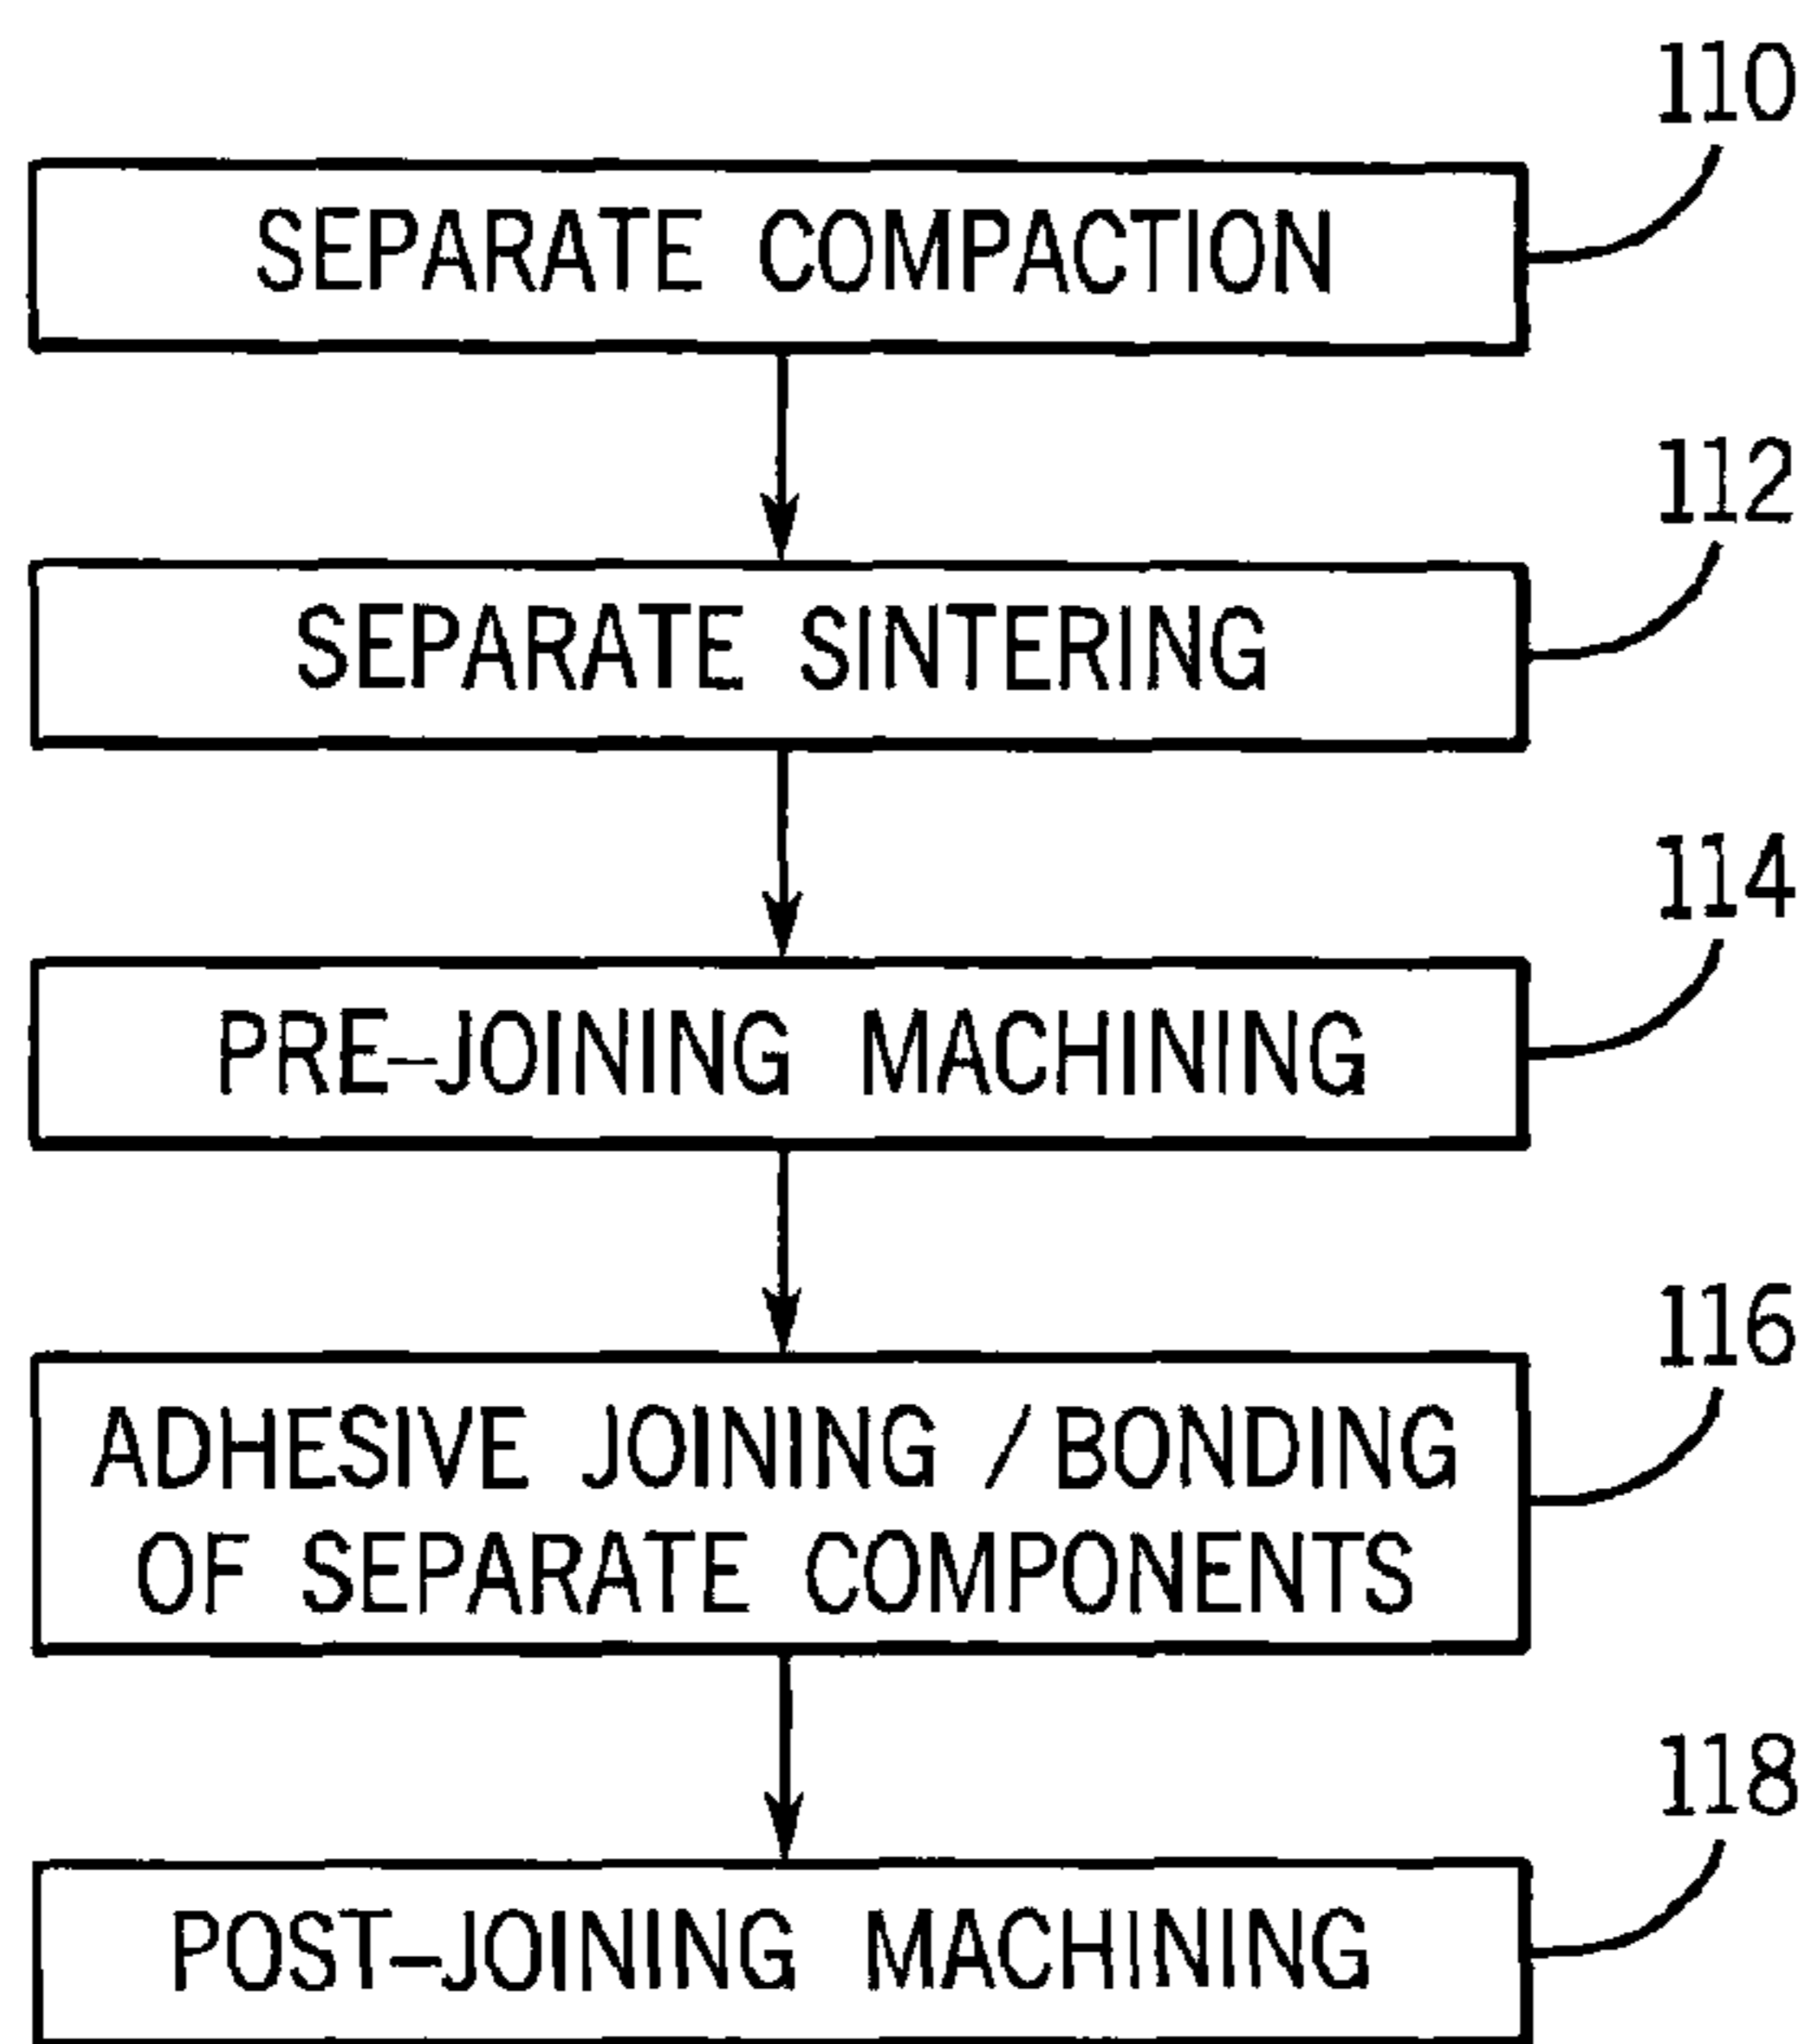 110
SEPARATE COMPACTION
112
SEPARATE SINTERING
114
PRE-JOINING MACHINING
116
ADHESIVE JOINING / BONDING
OF SEPARATE COMPONENTS
118
POST-JOINING MACHINING